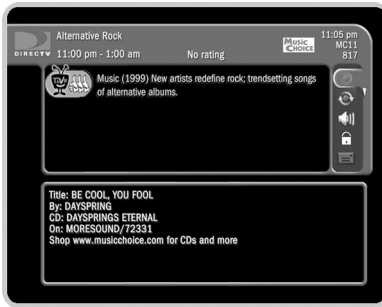 Alternative Rock
11:05 pm
MUSIC CHOICE
MC11
DIRECTV 11:00 pm - 1:00 am No rating
817
TiVo
Music (1999) New artists redefine rock; trendsetting songs
of alternative albums.
Title: BE COOL, YOU FOOL
By: DAYSPRING
CD: DAYSPRINGS ETERNAL
On: MORESOUND/72331
Shop www.musicchoice.com for CDs and more